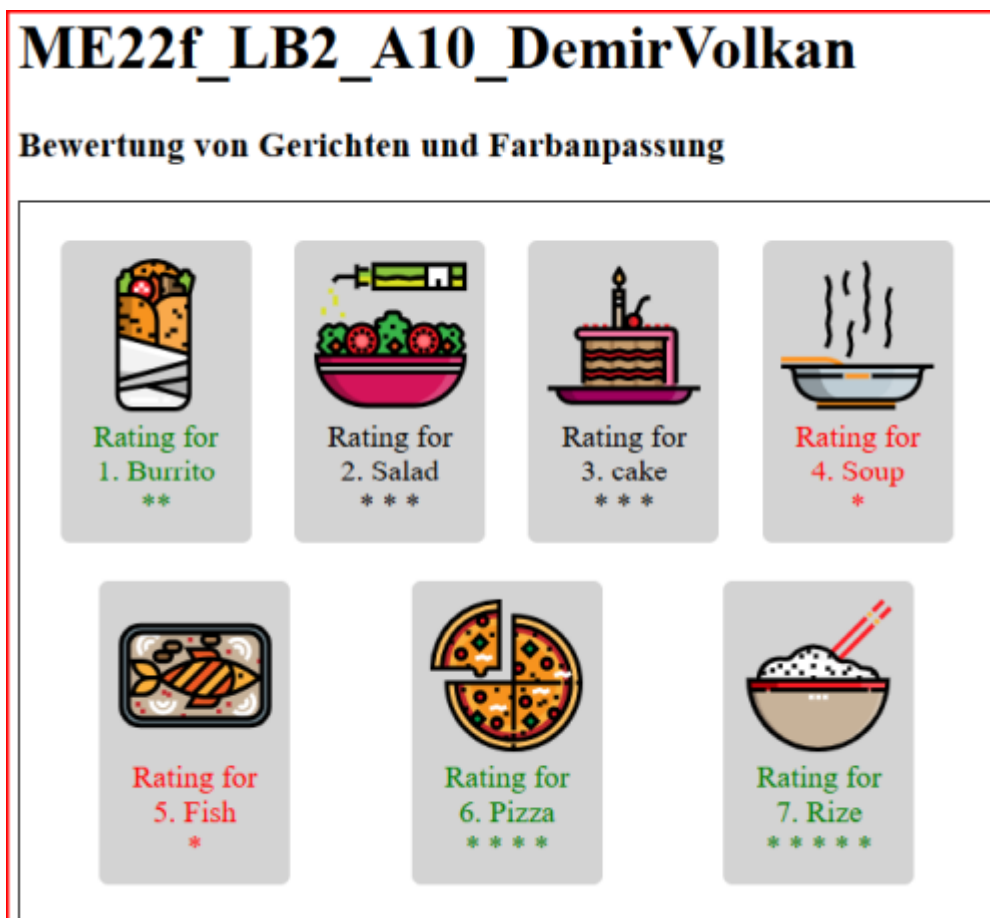 ME22f_LB2_A10_DemirVolkan
Bewertung von Gerichten und Farbanpassung
Rating for
1. Burrito
**
Rating for
2. Salad
* * *
Rating for
3. cake
* * *
Rating for
4. Soup
*
Rating for
5. Fish
*
Rating for
6. Pizza
* * * *
Rating for
7. Rize
* * * * *